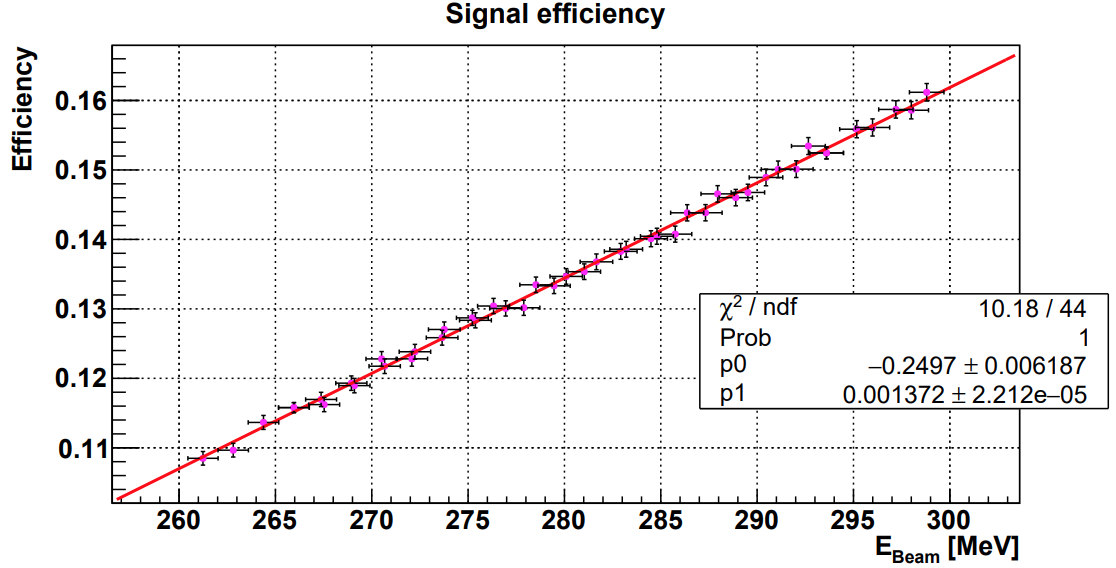 Signal efficiency
Efficiency
0.16
0.15
0.14
0.13
0.12
0.11
χ² / ndf 10.18 / 44
Prob 1
p0 −0.2497 ± 0.006187
p1 0.001372 ± 2.212e−05
260 265 270 275 280 285 290 295 300
E_Beam [MeV]